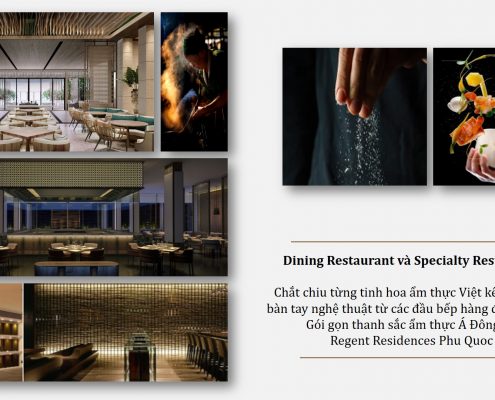 Dining Restaurant và Specialty Res
Chắt chiu từng tinh hoa ẩm thực Việt kế
bàn tay nghệ thuật từ các đầu bếp hàng đ
Gói gọn thanh sắc ẩm thực Á Đông
Regent Residences Phu Quoc